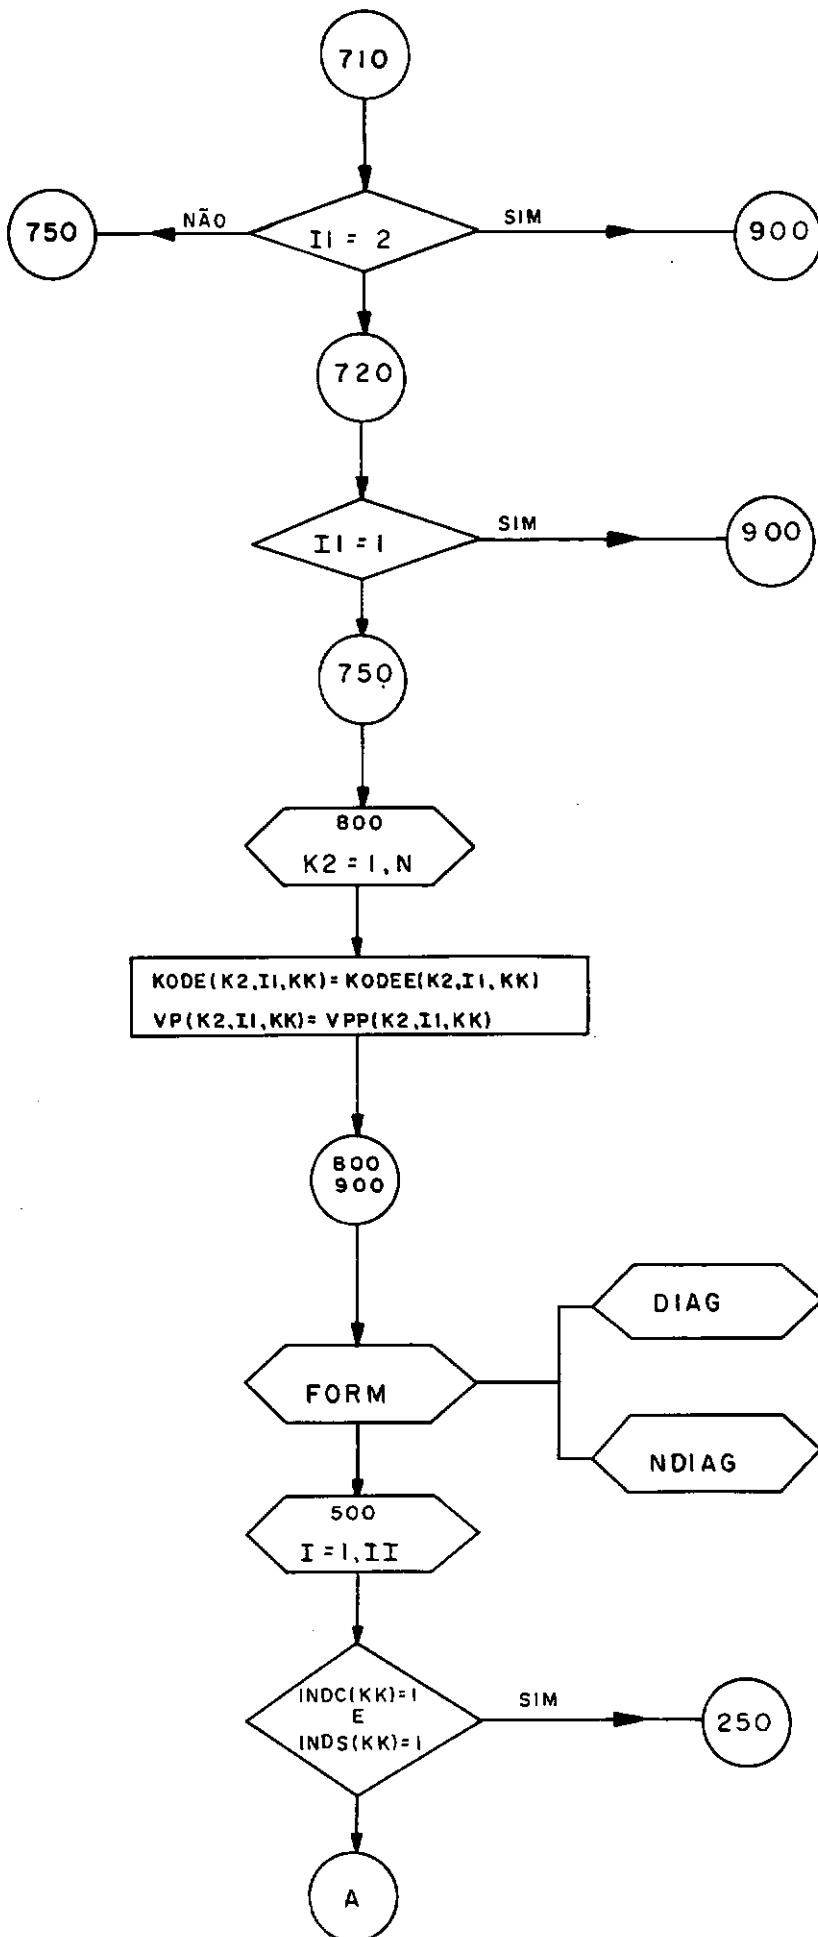 710
750
NÃO
I1 = 2
SIM
900
720
I1 = 1
SIM
900
750
800
K2 = 1, N
KODE(K2,I1,KK)=KODEE(K2,I1,KK)
VP(K2,I1,KK)= VPP(K2,I1,KK)
800
900
FORM
DIAG
NDIAG
500
I = 1, II
INDC(KK)=1
E
INDS(KK)=1
SIM
250
A